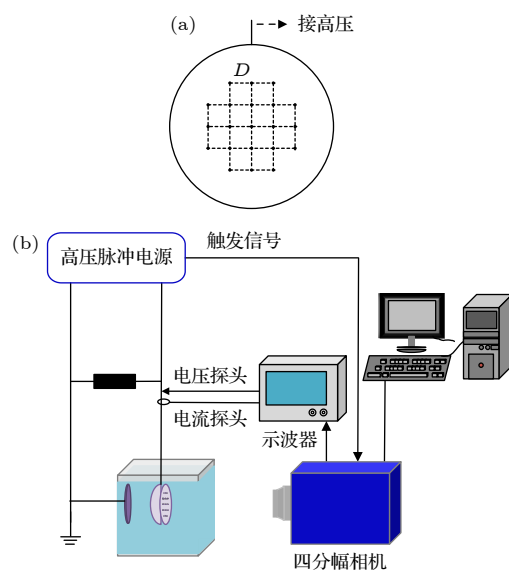 (a)
接高压
D
(b)
高压脉冲电源
触发信号
电压探头
电流探头
示波器
四分幅相机